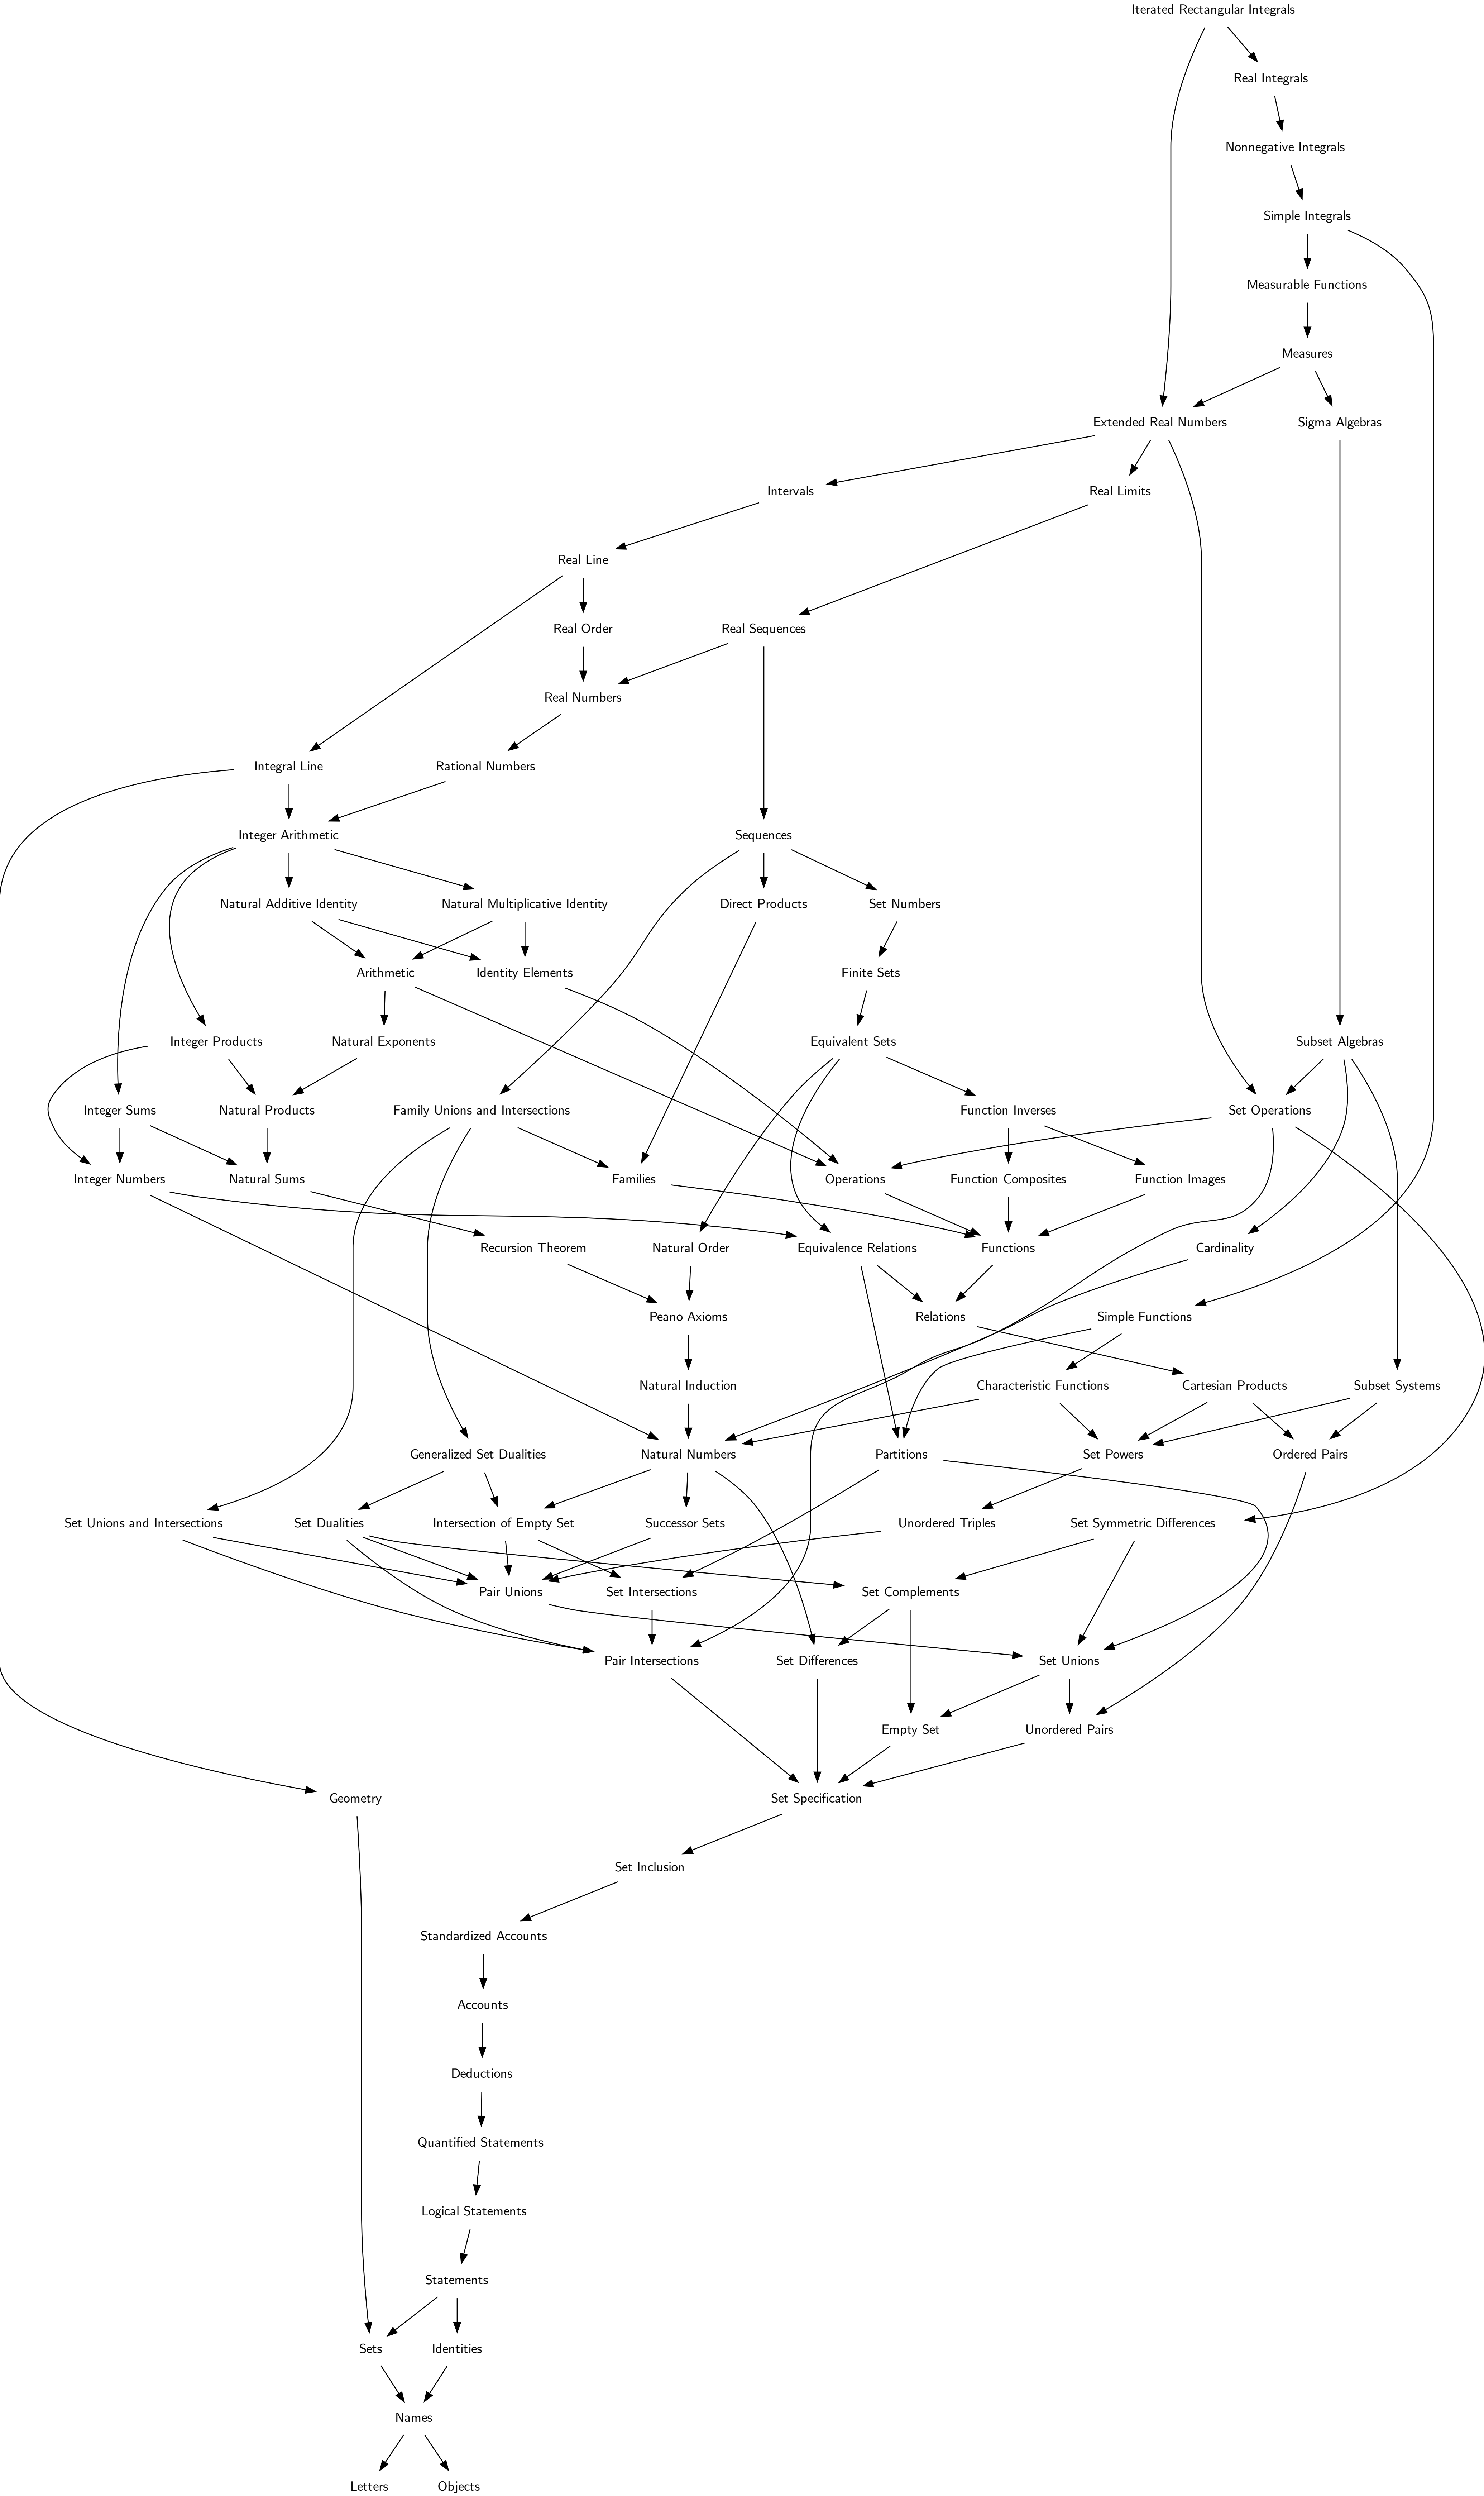 Iterated Rectangular Integrals
Real Integrals
Nonnegative Integrals
Simple Integrals
Measurable Functions
Measures
Extended Real Numbers
Sigma Algebras
Intervals
Real Limits
Real Line
Real Order
Real Sequences
Real Numbers
Integral Line
Rational Numbers
Integer Arithmetic
Sequences
Natural Additive Identity
Natural Multiplicative Identity
Direct Products
Set Numbers
Arithmetic
Identity Elements
Finite Sets
Integer Products
Natural Exponents
Equivalent Sets
Subset Algebras
Integer Sums
Natural Products
Family Unions and Intersections
Function Inverses
Set Operations
Integer Numbers
Natural Sums
Families
Operations
Function Composites
Function Images
Recursion Theorem
Natural Order
Equivalence Relations
Functions
Cardinality
Peano Axioms
Relations
Simple Functions
Natural Induction
Characteristic Functions
Cartesian Products
Subset Systems
Generalized Set Dualities
Natural Numbers
Partitions
Set Powers
Ordered Pairs
Set Unions and Intersections
Set Dualities
Intersection of Empty Set
Successor Sets
Unordered Triples
Set Symmetric Differences
Pair Unions
Set Intersections
Set Complements
Pair Intersections
Set Differences
Set Unions
Empty Set
Unordered Pairs
Geometry
Set Specification
Set Inclusion
Standardized Accounts
Accounts
Deductions
Quantified Statements
Logical Statements
Statements
Sets
Identities
Names
Letters
Objects